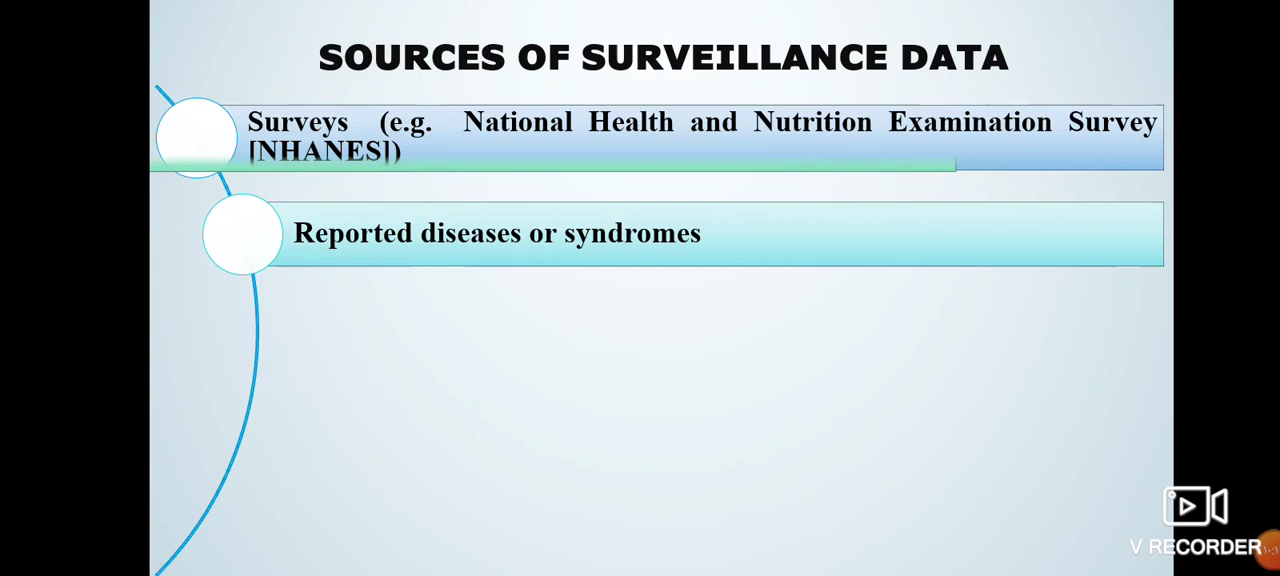 SOURCES OF SURVEILLANCE DATA
Surveys (e.g. National Health and Nutrition Examination Survey
[NHANES])
Reported diseases or syndromes
V RECORDER